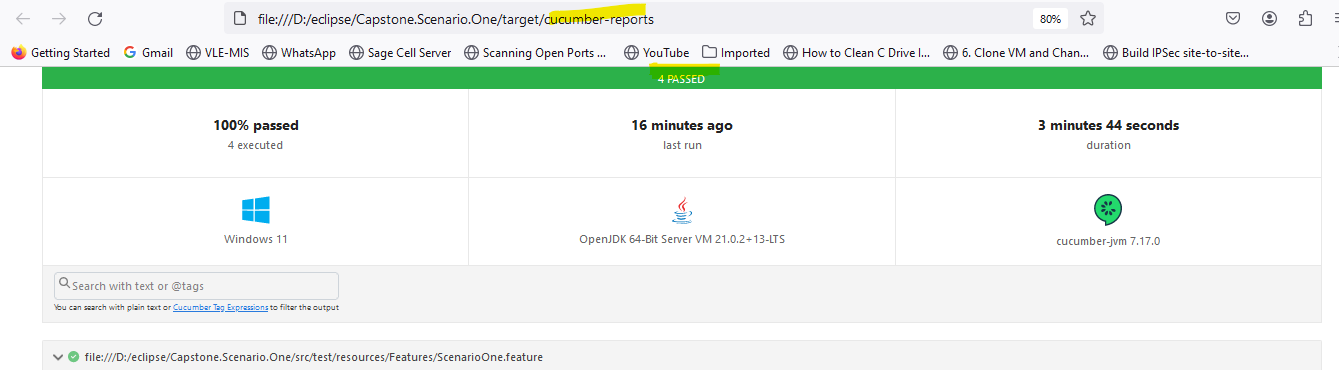 file:///D:/eclipse/Capstone.Scenario.One/target/cucumber-reports
80%
Getting Started Gmail VLE-MIS WhatsApp Sage Cell Server Scanning Open Ports ... YouTube Imported How to Clean C Drive I... 6. Clone VM and Chan... Build IPSec site-to-site...
4 PASSED
100% passed 16 minutes ago 3 minutes 44 seconds
4 executed last run duration
Windows 11 OpenJDK 64-Bit Server VM 21.0.2+13-LTS cucumber-jvm 7.17.0
Search with text or @tags
You can search with plain text or Cucumber Tag Expressions to filter the output
file:///D:/eclipse/Capstone.Scenario.One/src/test/resources/Features/ScenarioOne.feature